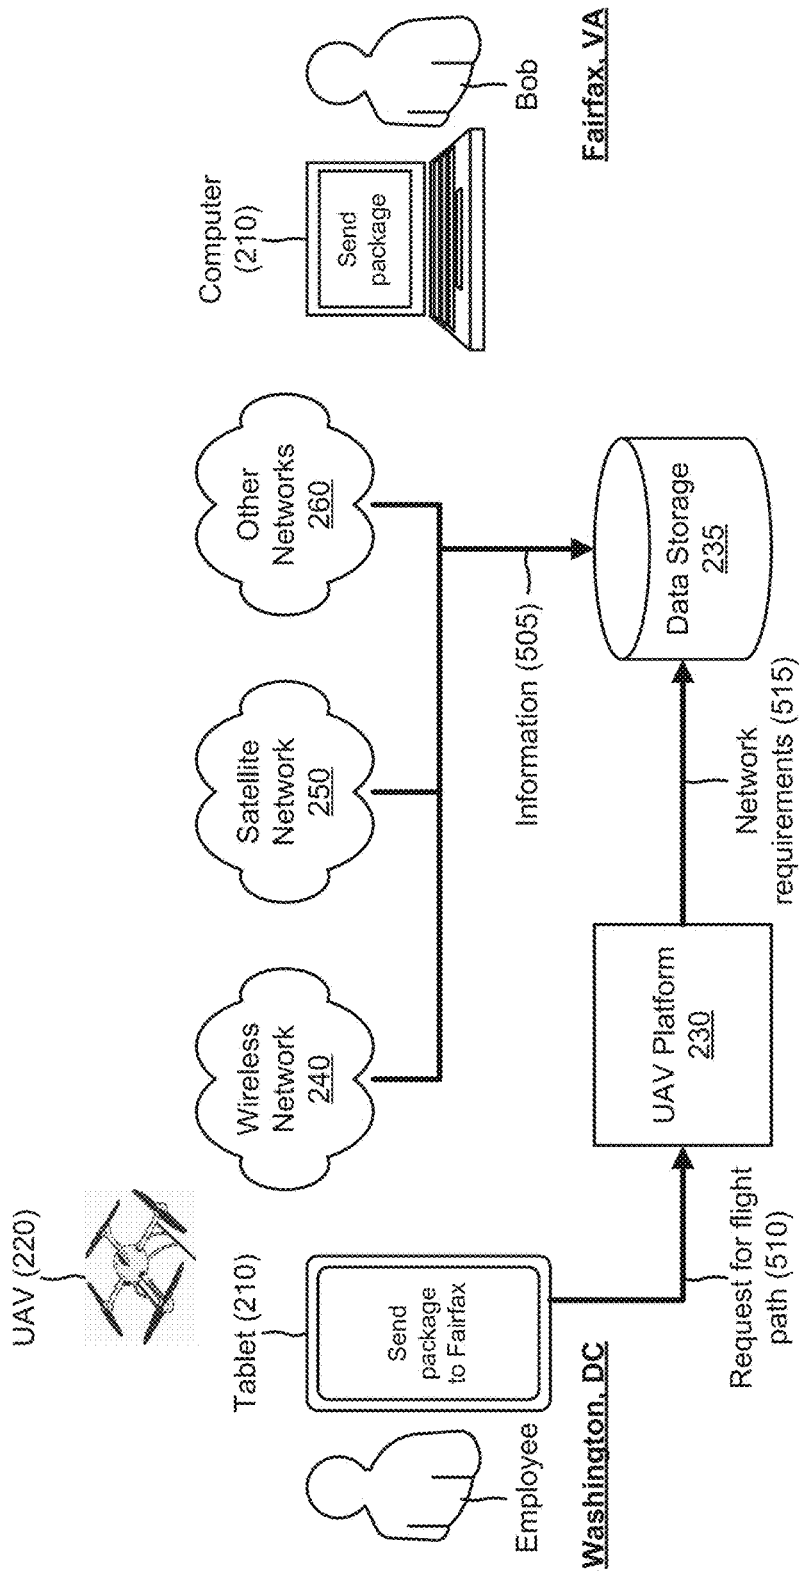 UAV (220)
Tablet (210)
Send
package
to Fairfax
Employee
Washington, DC
Request for flight
path (510)
Wireless
Network
240
Satellite
Network
250
Other
Networks
260
Information (505)
UAV Platform
230
Network
requirements (515)
Data Storage
235
Computer
(210)
Send
package
Bob
Fairfax, VA